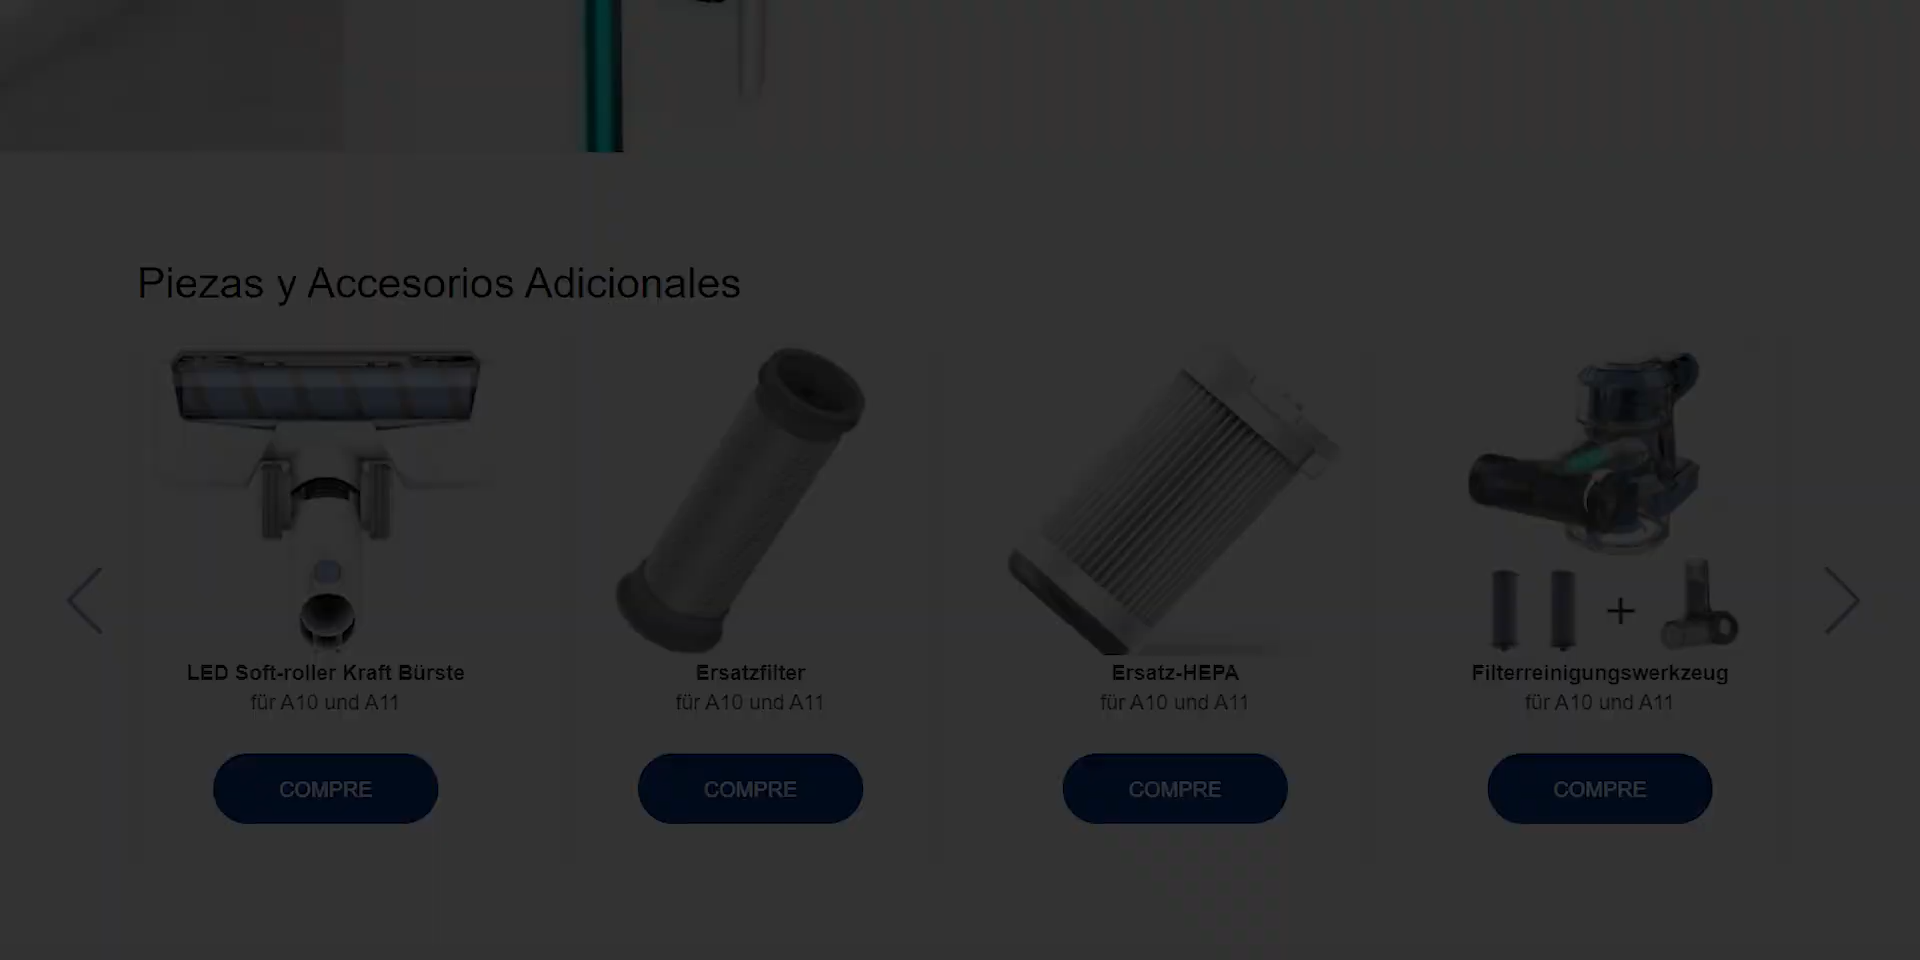 Piezas y Accesorios Adicionales
LED Soft-roller Kraft Bürste
für A10 und A11
COMPRE
Ersatzfilter
für A10 und A11
COMPRE
Ersatz-HEPA
für A10 und A11
COMPRE
+
Filterreinigungswerkzeug
für A10 und A11
COMPRE